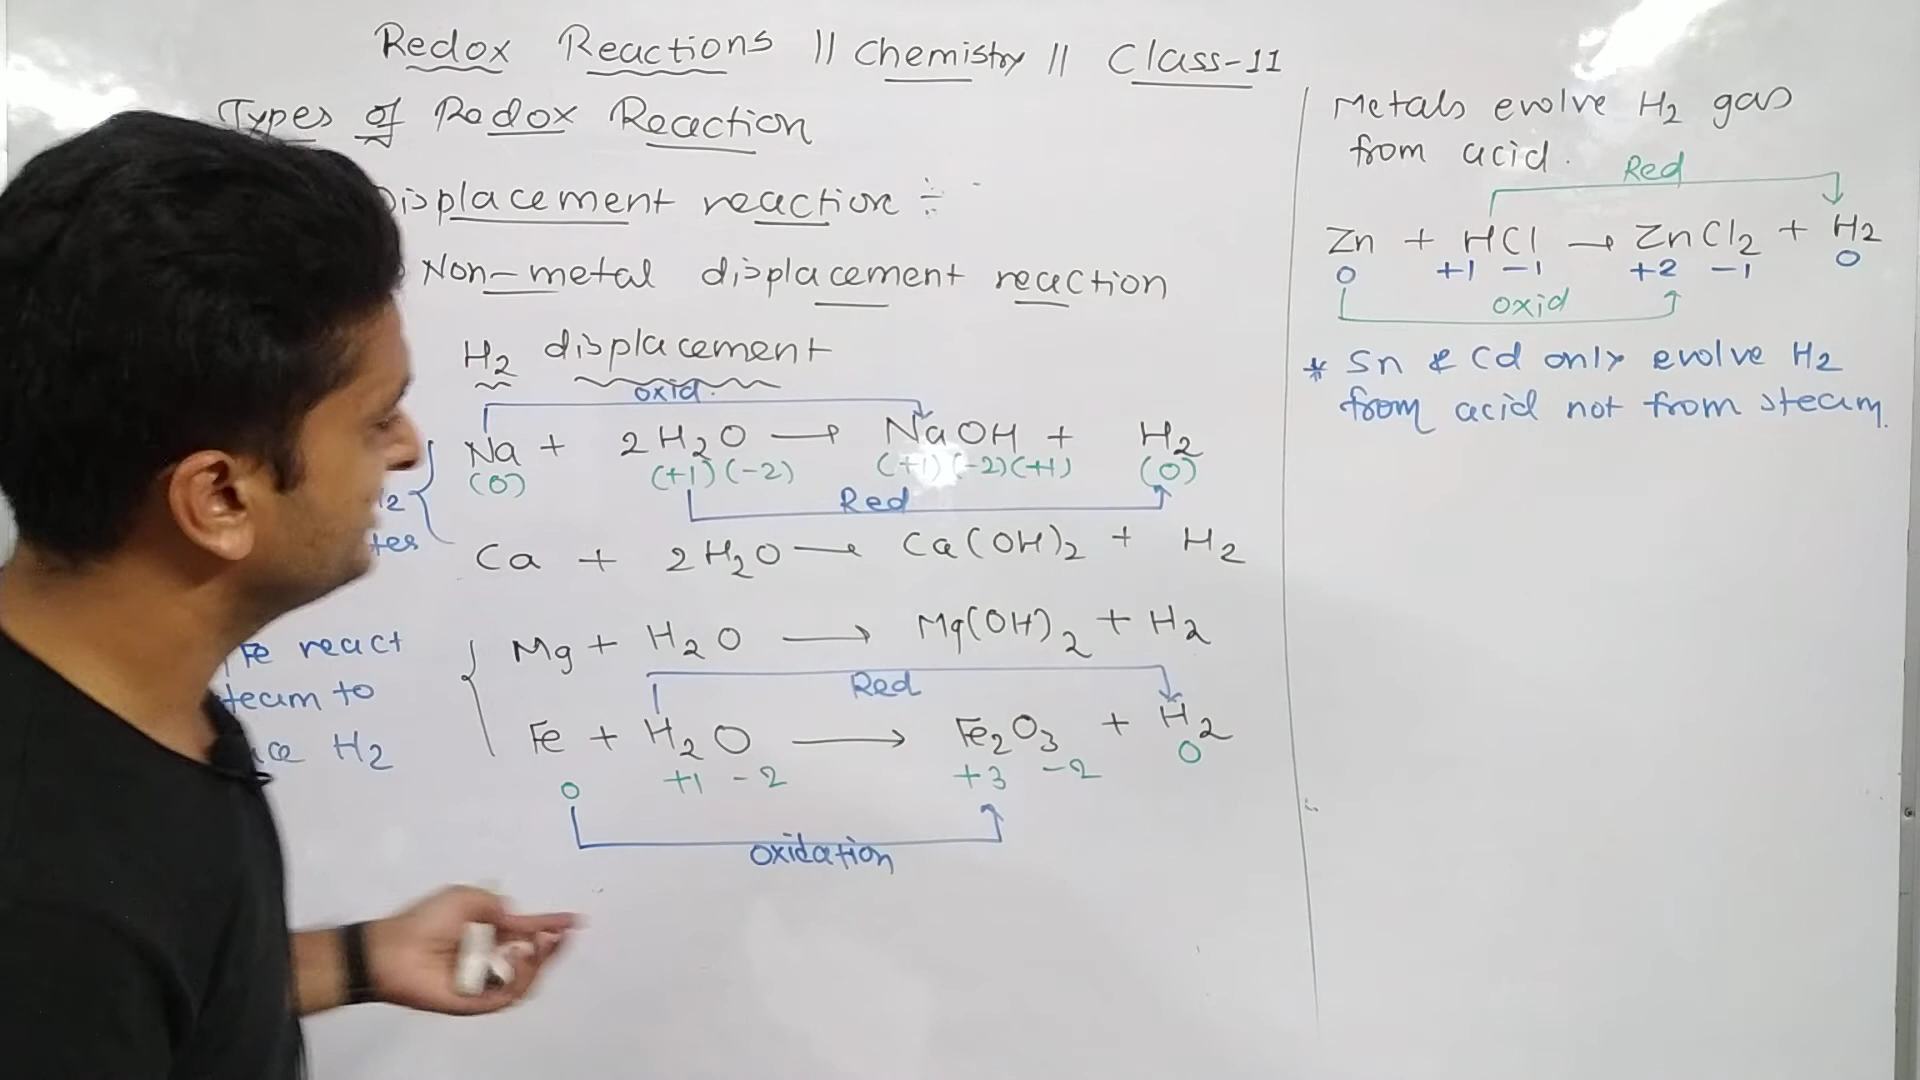 Redox Reactions || Chemistry || Class-11
Types of Redox Reaction
Displacement reaction :-
Non-metal displacement reaction
H2 displacement
oxid.
Na + 2H2O → NaOH + H2
(0) (+1) (-2) (+1) (-2) (+1) (0)
Red
Ca + 2H2O → Ca(OH)2 + H2
Fe react
to
H2
Mg + H2O → Mg(OH)2 + H2
Red
Fe + H2O → Fe2O3 + H2
0 +1 -2 +3 -2 0
oxidation
Metals evolve H2 gas
from acid.
Red
Zn + HCl → ZnCl2 + H2
0 +1 -1 +2 -1 0
oxid
* Sn & Cd only evolve H2
from acid not from steam.